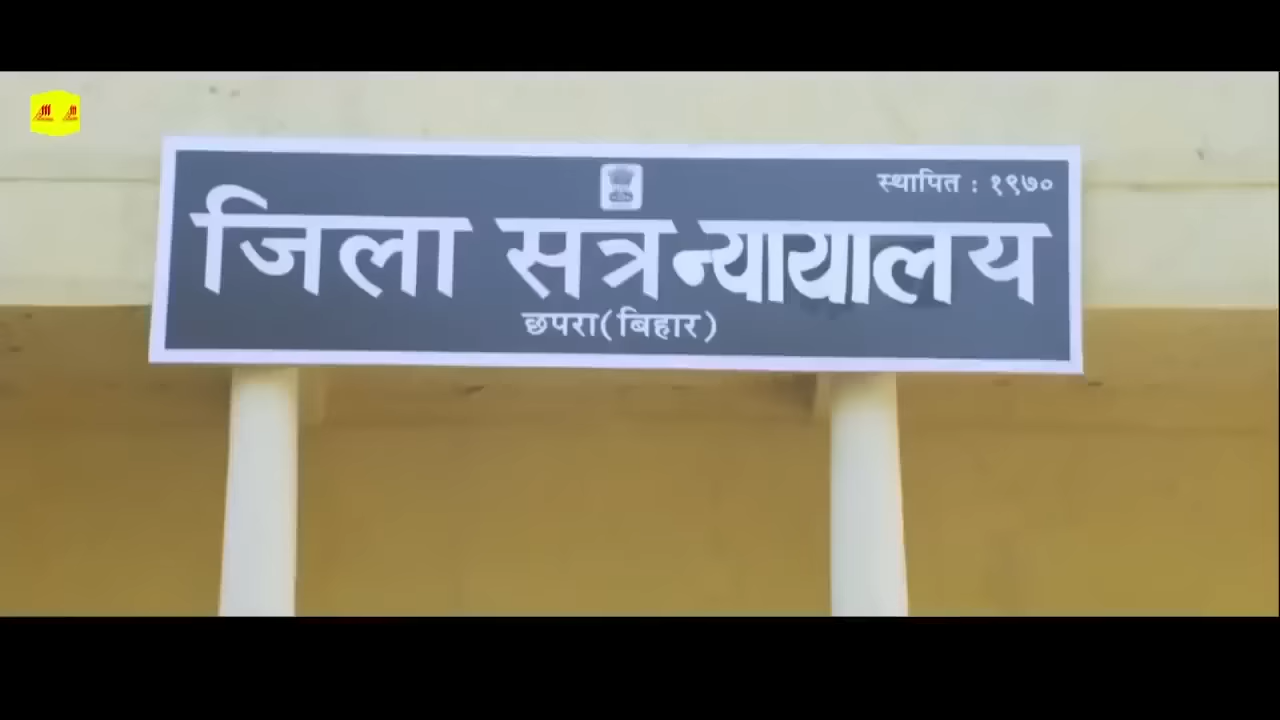 स्थापित : १९७०
जिला सत्र न्यायालय
छपरा(बिहार)